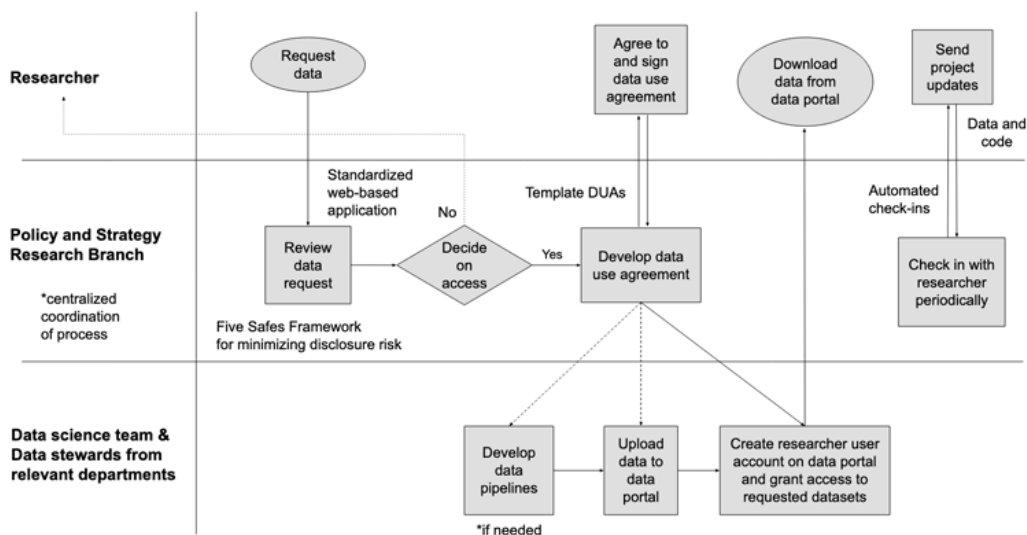 Researcher
Request
data
Agree to
and sign
data use
agreement
Download
data from
data portal
Send
project
updates
Data and
code
Policy and Strategy
Research Branch
*centralized
coordination
of process
Standardized
web-based
application
Review
data
request
Five Safes Framework
for minimizing disclosure risk
No
Decide
on
access
Yes
Template DUAs
Develop data
use agreement
Automated
check-ins
Check in with
researcher
periodically
Data science team &
Data stewards from
relevant departments
Develop
data
pipelines
*if needed
Upload
data to
data
portal
Create researcher user
account on data portal
and grant access to
requested datasets